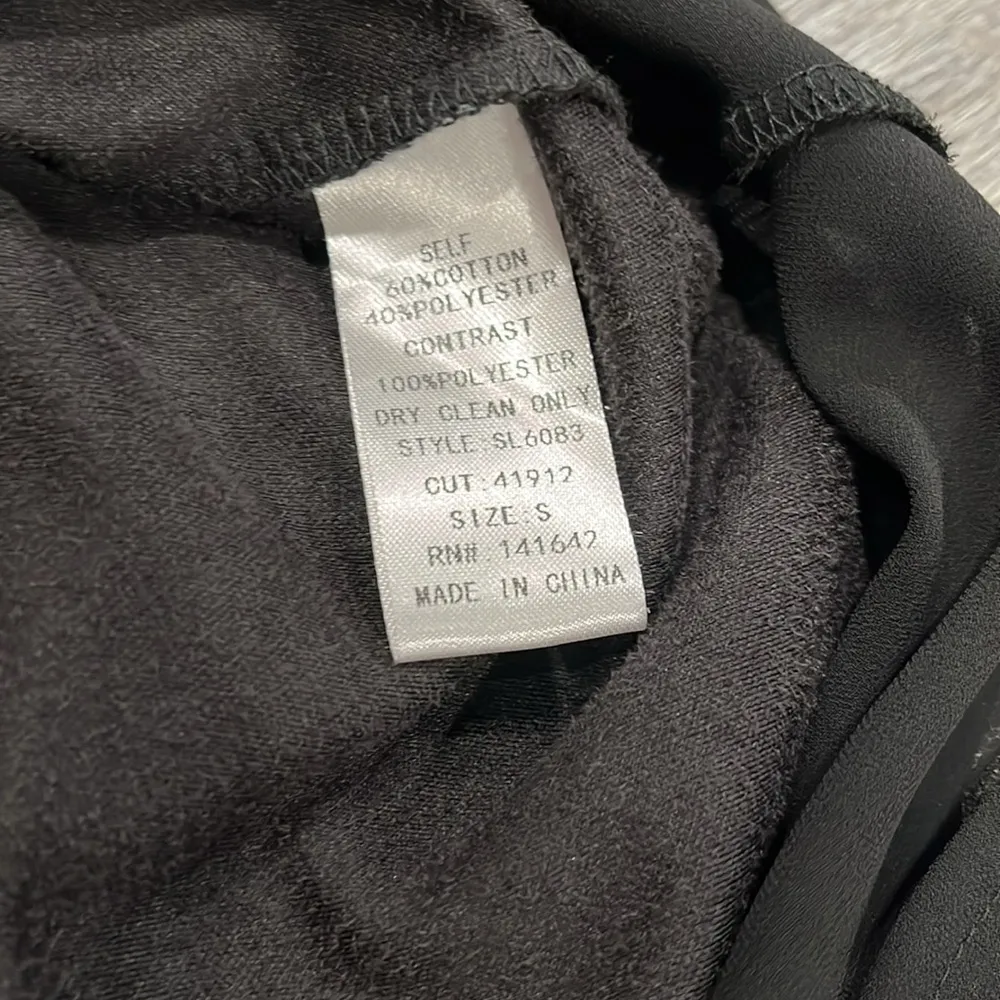 SELF
60%COTTON
40%POLYESTER
CONTRAST
100%POLYESTER
DRY CLEAN ONLY
STYLE:SL6083
CUT:41912
SIZE:S
RN#:141642
MADE IN CHINA